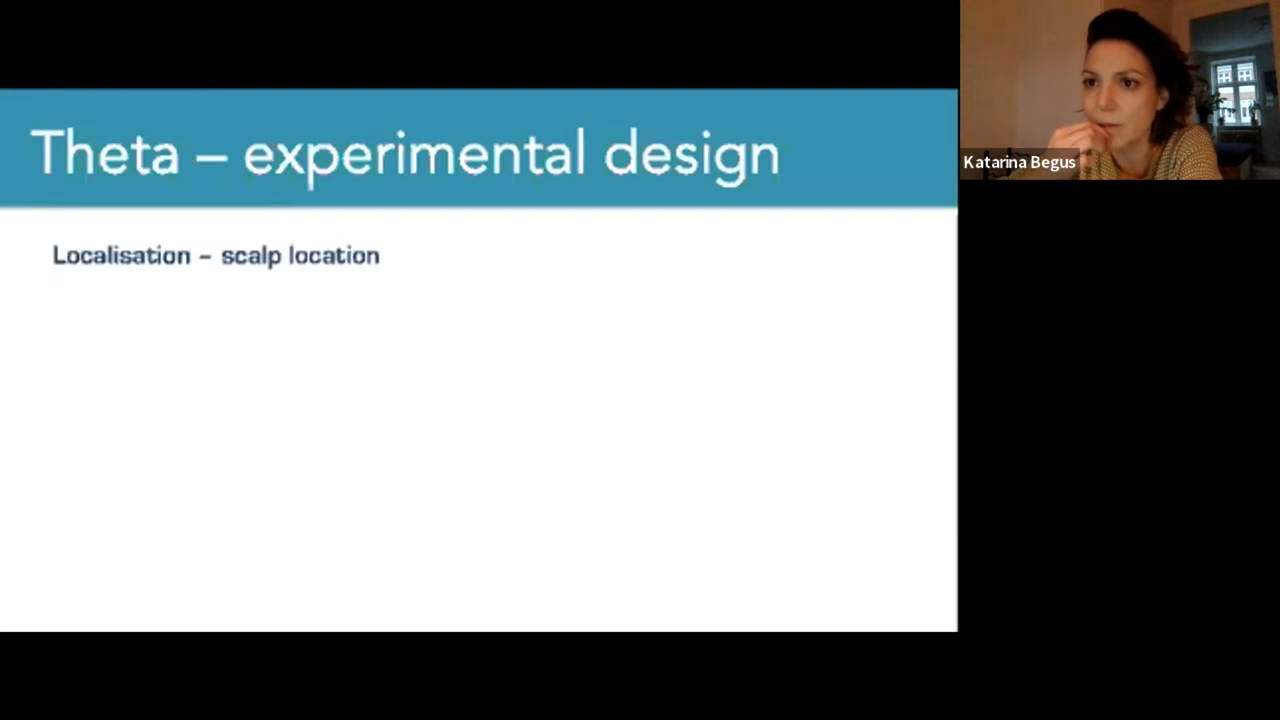 Theta – experimental design
Localisation – scalp location
Katarina Begus